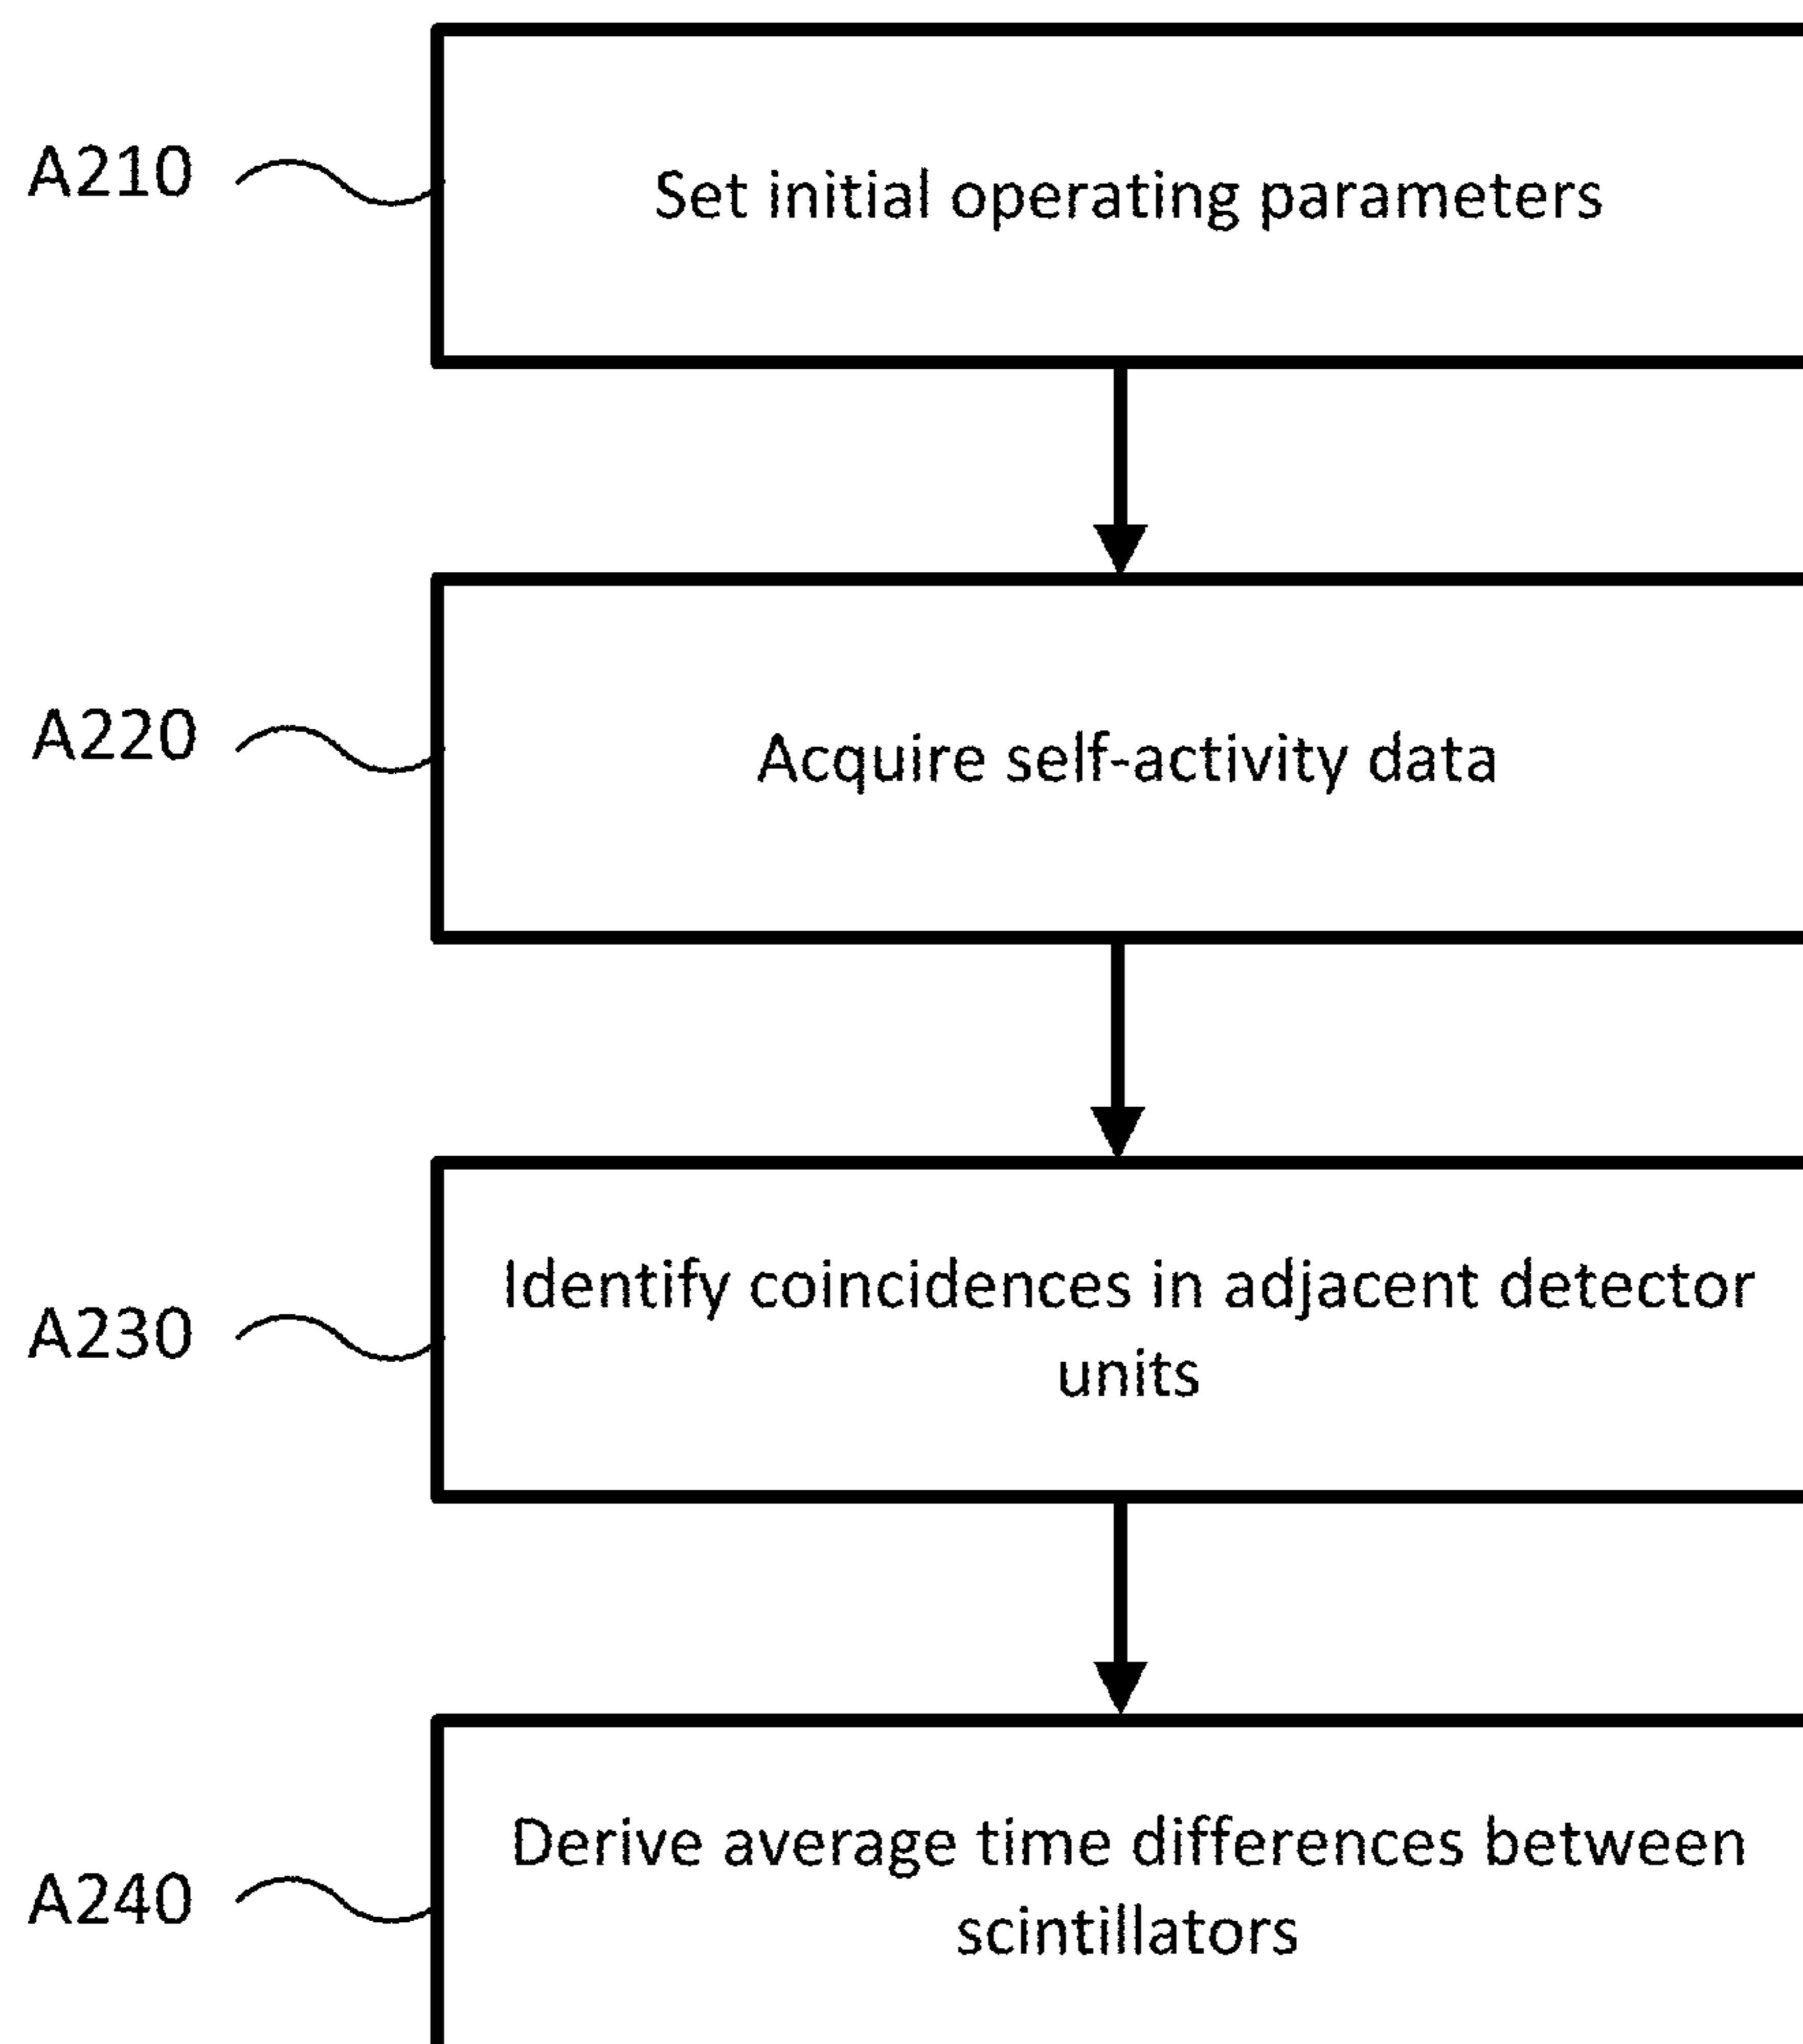 A210
Set initial operating parameters
A220
Acquire self-activity data
A230
Identify coincidences in adjacent detector
units
A240
Derive average time differences between
scintillators